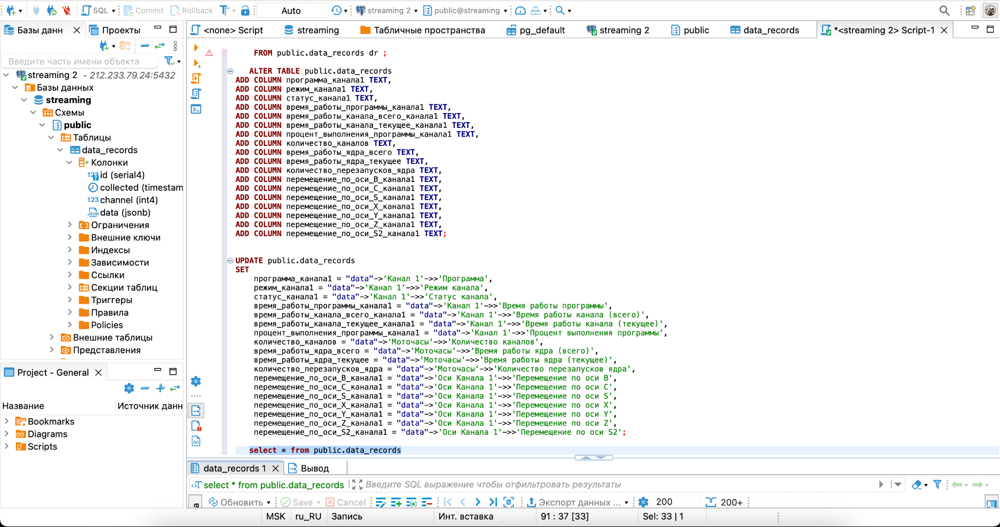 SQL Commit Rollback Auto streaming 2 public@streaming
Базы данн Проекты
Введите часть имени объекта
streaming 2 - 212.233.79.24:5432
Базы данных
streaming
Схемы
public
Таблицы
data_records
Колонки
id (serial4)
collected (timestam
channel (int4)
data (jsonb)
Ограничения
Внешние ключи
Индексы
Зависимости
Ссылки
Секции таблиц
Триггеры
Правила
Policies
Внешние таблицы
Представления
Project - General
Название Источник данн
Bookmarks
Diagrams
Scripts
<none> Script streaming Табличные пространства pg_default streaming 2 public data_records *<streaming 2> Script-1
FROM public.data_records dr ;
ALTER TABLE public.data_records
ADD COLUMN программа_канала1 TEXT,
ADD COLUMN режим_канала1 TEXT,
ADD COLUMN статус_канала1 TEXT,
ADD COLUMN время_работы_программы_канала1 TEXT,
ADD COLUMN время_работы_канала_всего_канала1 TEXT,
ADD COLUMN время_работы_канала_текущее_канала1 TEXT,
ADD COLUMN процент_выполнения_программы_канала1 TEXT,
ADD COLUMN количество_каналов TEXT,
ADD COLUMN время_работы_ядра_всего TEXT,
ADD COLUMN время_работы_ядра_текущее TEXT,
ADD COLUMN количество_перезапусков_ядра TEXT,
ADD COLUMN перемещение_по_оси_B_канала1 TEXT,
ADD COLUMN перемещение_по_оси_C_канала1 TEXT,
ADD COLUMN перемещение_по_оси_S_канала1 TEXT,
ADD COLUMN перемещение_по_оси_X_канала1 TEXT,
ADD COLUMN перемещение_по_оси_Y_канала1 TEXT,
ADD COLUMN перемещение_по_оси_Z_канала1 TEXT,
ADD COLUMN перемещение_по_оси_S2_канала1 TEXT;
UPDATE public.data_records
SET
программа_канала1 = "data"->'Канал 1'->>'Программа',
режим_канала1 = "data"->'Канал 1'->>'Режим канала',
статус_канала1 = "data"->'Канал 1'->>'Статус канала',
время_работы_программы_канала1 = "data"->'Канал 1'->>'Время работы программы',
время_работы_канала_всего_канала1 = "data"->'Канал 1'->>'Время работы канала (всего)',
время_работы_канала_текущее_канала1 = "data"->'Канал 1'->>'Время работы канала (текущее)',
процент_выполнения_программы_канала1 = "data"->'Канал 1'->>'Процент выполнения программы',
количество_каналов = "data"->'Моточасы'->>'Количество каналов',
время_работы_ядра_всего = "data"->'Моточасы'->>'Время работы ядра (всего)',
время_работы_ядра_текущее = "data"->'Моточасы'->>'Время работы ядра (текущее)',
количество_перезапусков_ядра = "data"->'Моточасы'->>'Количество перезапусков ядра',
перемещение_по_оси_B_канала1 = "data"->'Оси Канала 1'->>'Перемещение по оси B',
перемещение_по_оси_C_канала1 = "data"->'Оси Канала 1'->>'Перемещение по оси C',
перемещение_по_оси_S_канала1 = "data"->'Оси Канала 1'->>'Перемещение по оси S',
перемещение_по_оси_X_канала1 = "data"->'Оси Канала 1'->>'Перемещение по оси X',
перемещение_по_оси_Y_канала1 = "data"->'Оси Канала 1'->>'Перемещение по оси Y',
перемещение_по_оси_Z_канала1 = "data"->'Оси Канала 1'->>'Перемещение по оси Z',
перемещение_по_оси_S2_канала1 = "data"->'Оси Канала 1'->>'Перемещение по оси S2';
select * from public.data_records
data_records 1 Вывод
select * from public.data_records Введите SQL выражение чтобы отфильтровать результаты
Обновить Save Cancel Экспорт данных ... 200 200+
MSK ru_RU Запись Инт. вставка 91 : 37 [33] Sel: 33 | 1